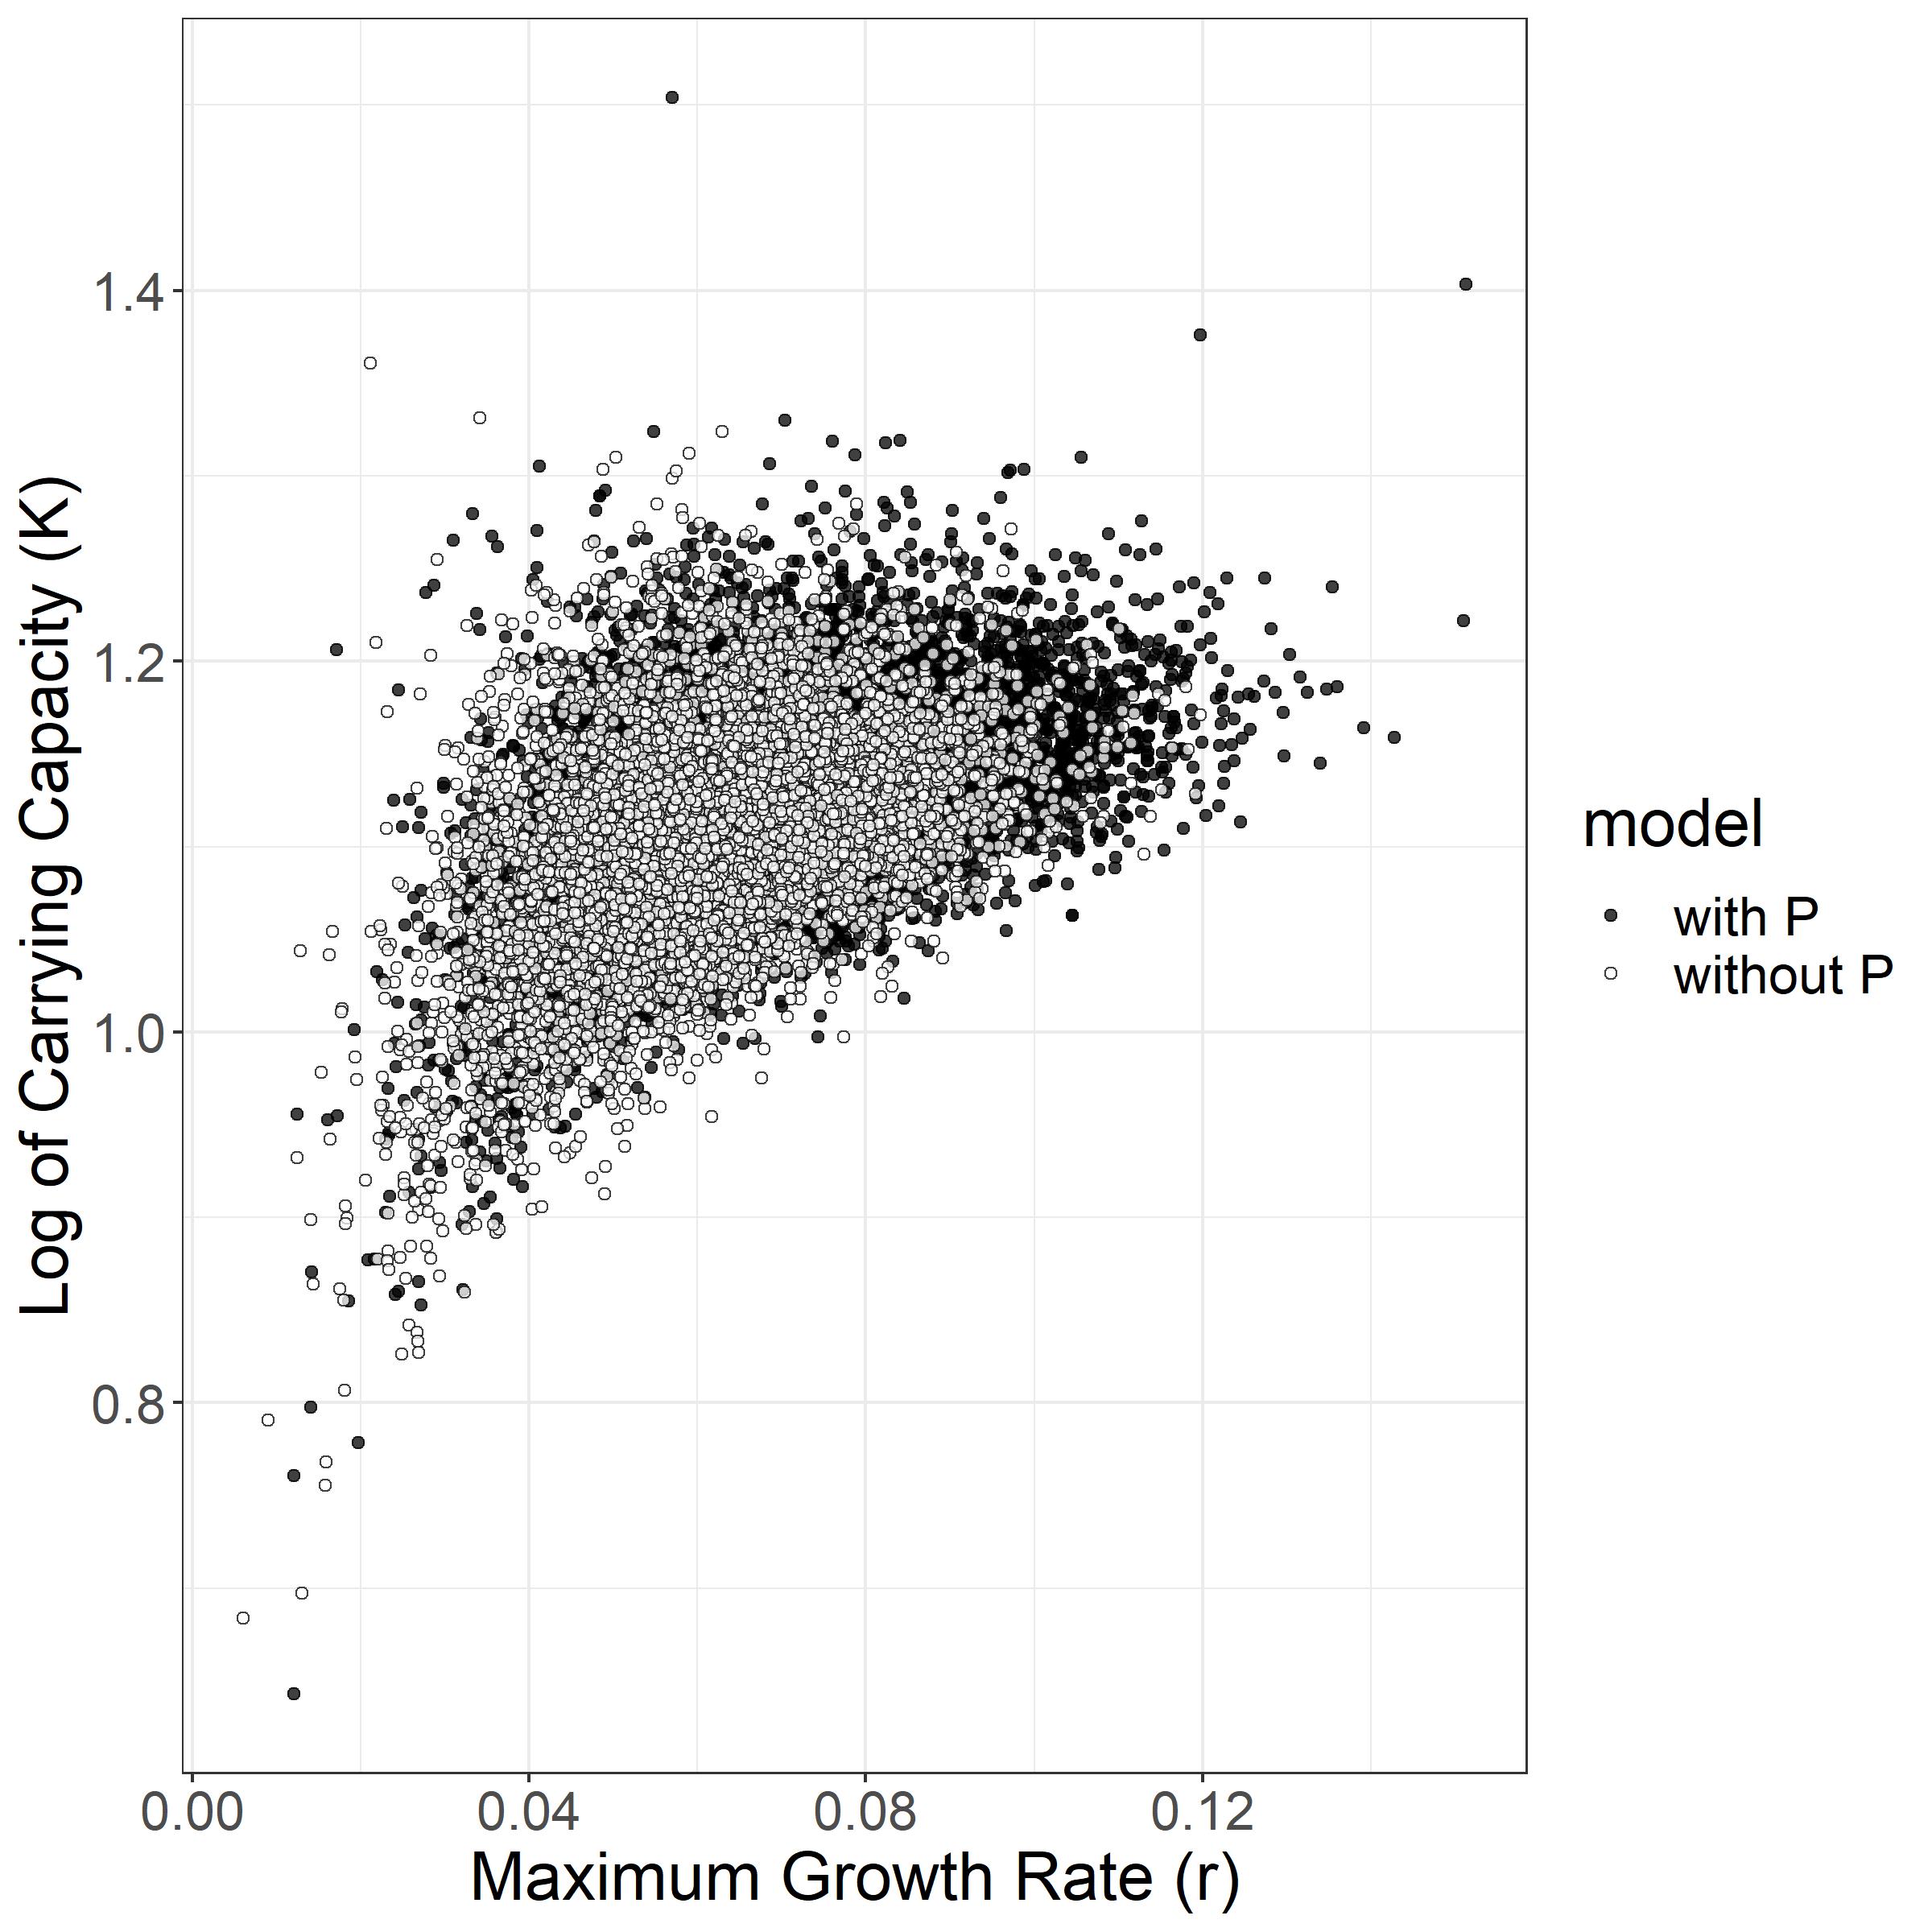 Log of Carrying Capacity (K)
1.4
1.2
1.0
0.8
0.00 0.04 0.08 0.12
Maximum Growth Rate (r)
model
with P
without P